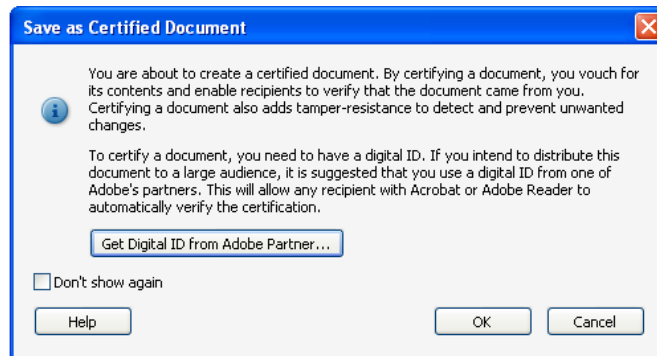 Save as Certified Document
You are about to create a certified document. By certifying a document, you vouch for
its contents and enable recipients to verify that the document came from you.
Certifying a document also adds tamper-resistance to detect and prevent unwanted
changes.
To certify a document, you need to have a digital ID. If you intend to distribute this
document to a large audience, it is suggested that you use a digital ID from one of
Adobe's partners. This will allow any recipient with Acrobat or Adobe Reader to
automatically verify the certification.
Get Digital ID from Adobe Partner...
Don't show again
Help OK Cancel